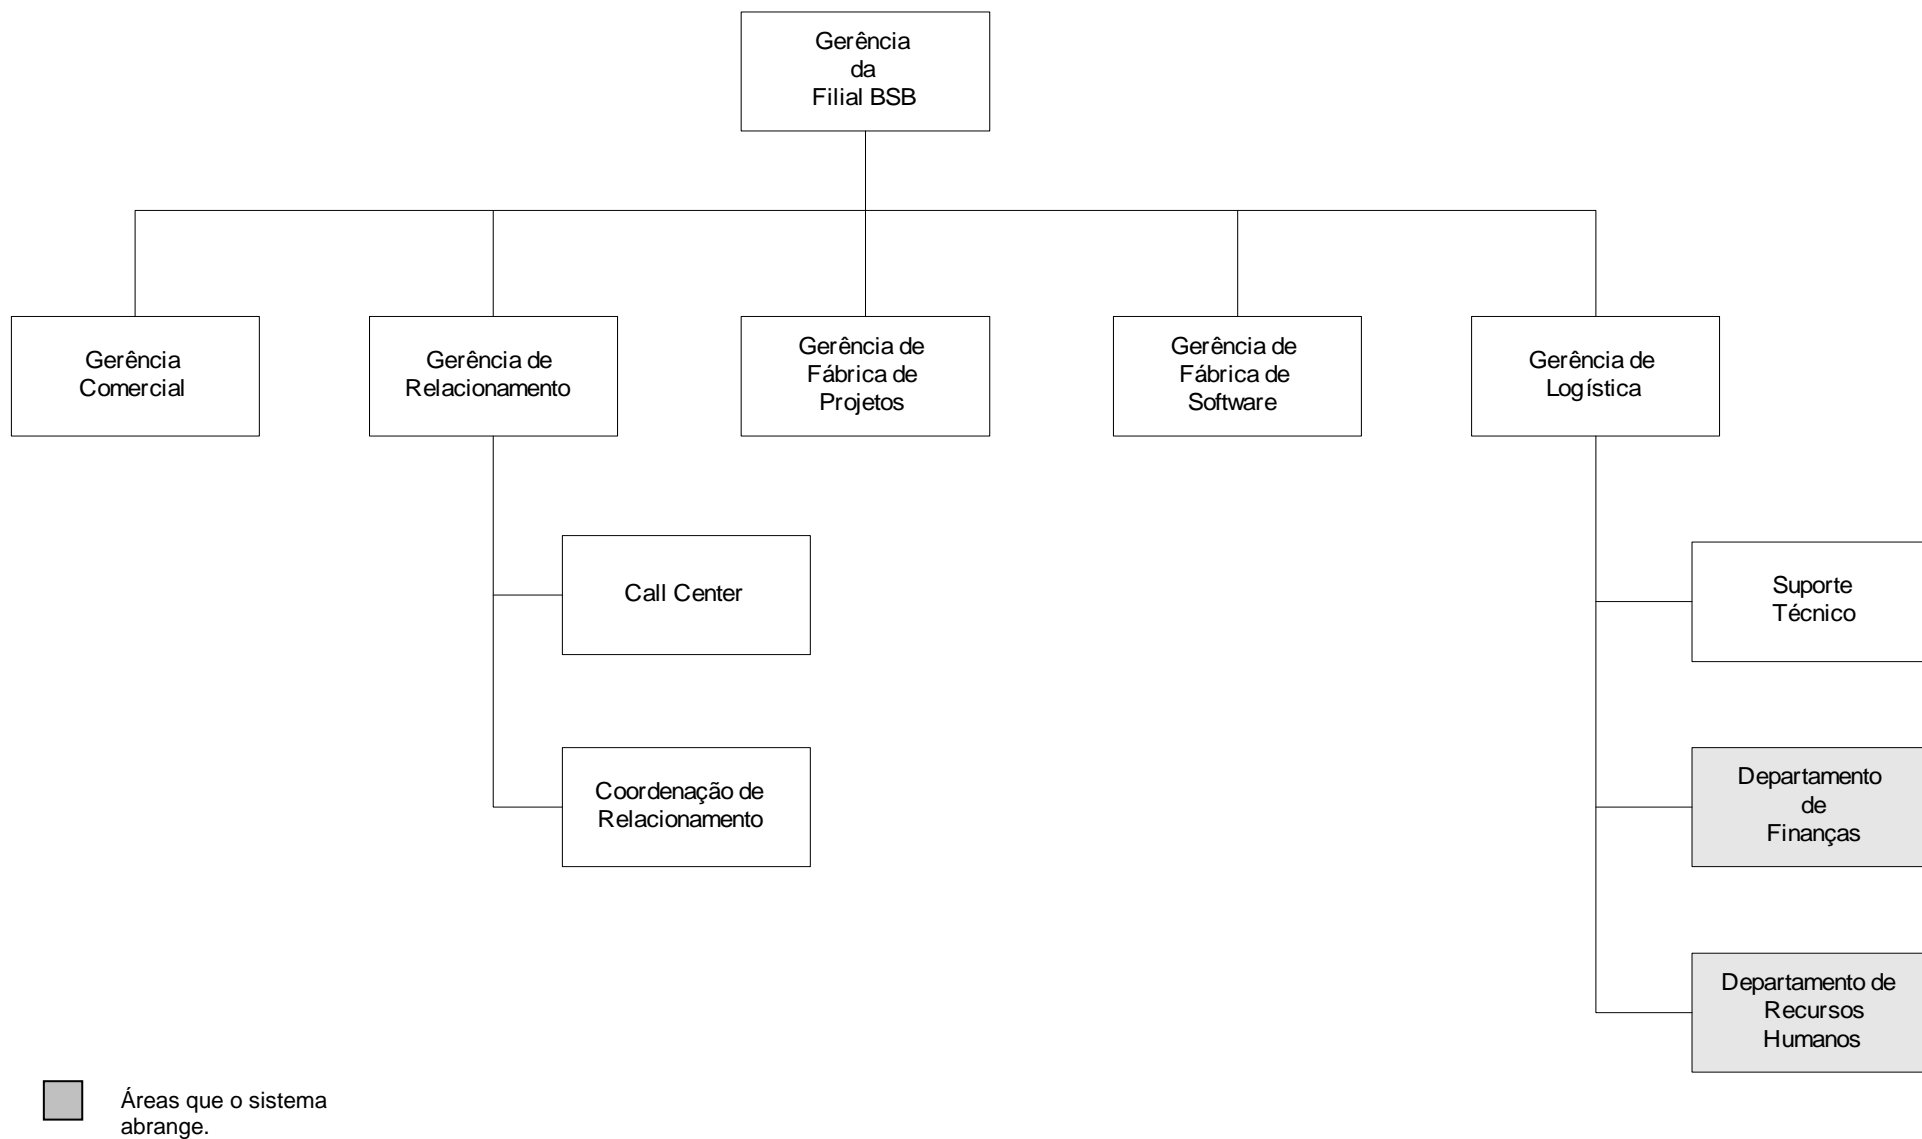 Gerência
da
Filial BSB
Gerência
Comercial
Gerência de
Relacionamento
Gerência de
Fábrica de
Projetos
Gerência de
Fábrica de
Software
Gerência de
Logística
Call Center
Suporte
Técnico
Coordenação de
Relacionamento
Departamento
de
Finanças
Departamento de
Recursos
Humanos
Áreas que o sistema
abrange.